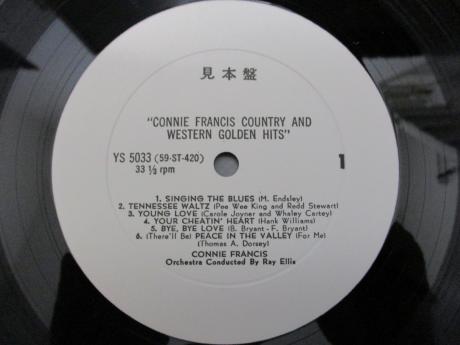 見本盤
"CONNIE FRANCIS COUNTRY AND
WESTERN GOLDEN HITS"
YS 5033 (59-ST-420)
33 ⅓ rpm
1
1. SINGING THE BLUES (M. Endsley)
2. TENNESSEE WALTZ (Pee Wee King and Redd Stewart)
3. YOUNG LOVE (Carole Joyner and Whaley Cartey)
4. YOUR CHEATIN' HEART (Hank Williams)
5. BYE, BYE LOVE (B. Bryant - F. Bryant)
6. (There'll Be) PEACE IN THE VALLEY (For Me)
(Thomas A. Dorsey)
CONNIE FRANCIS
Orchestra Conducted By Ray Ellis